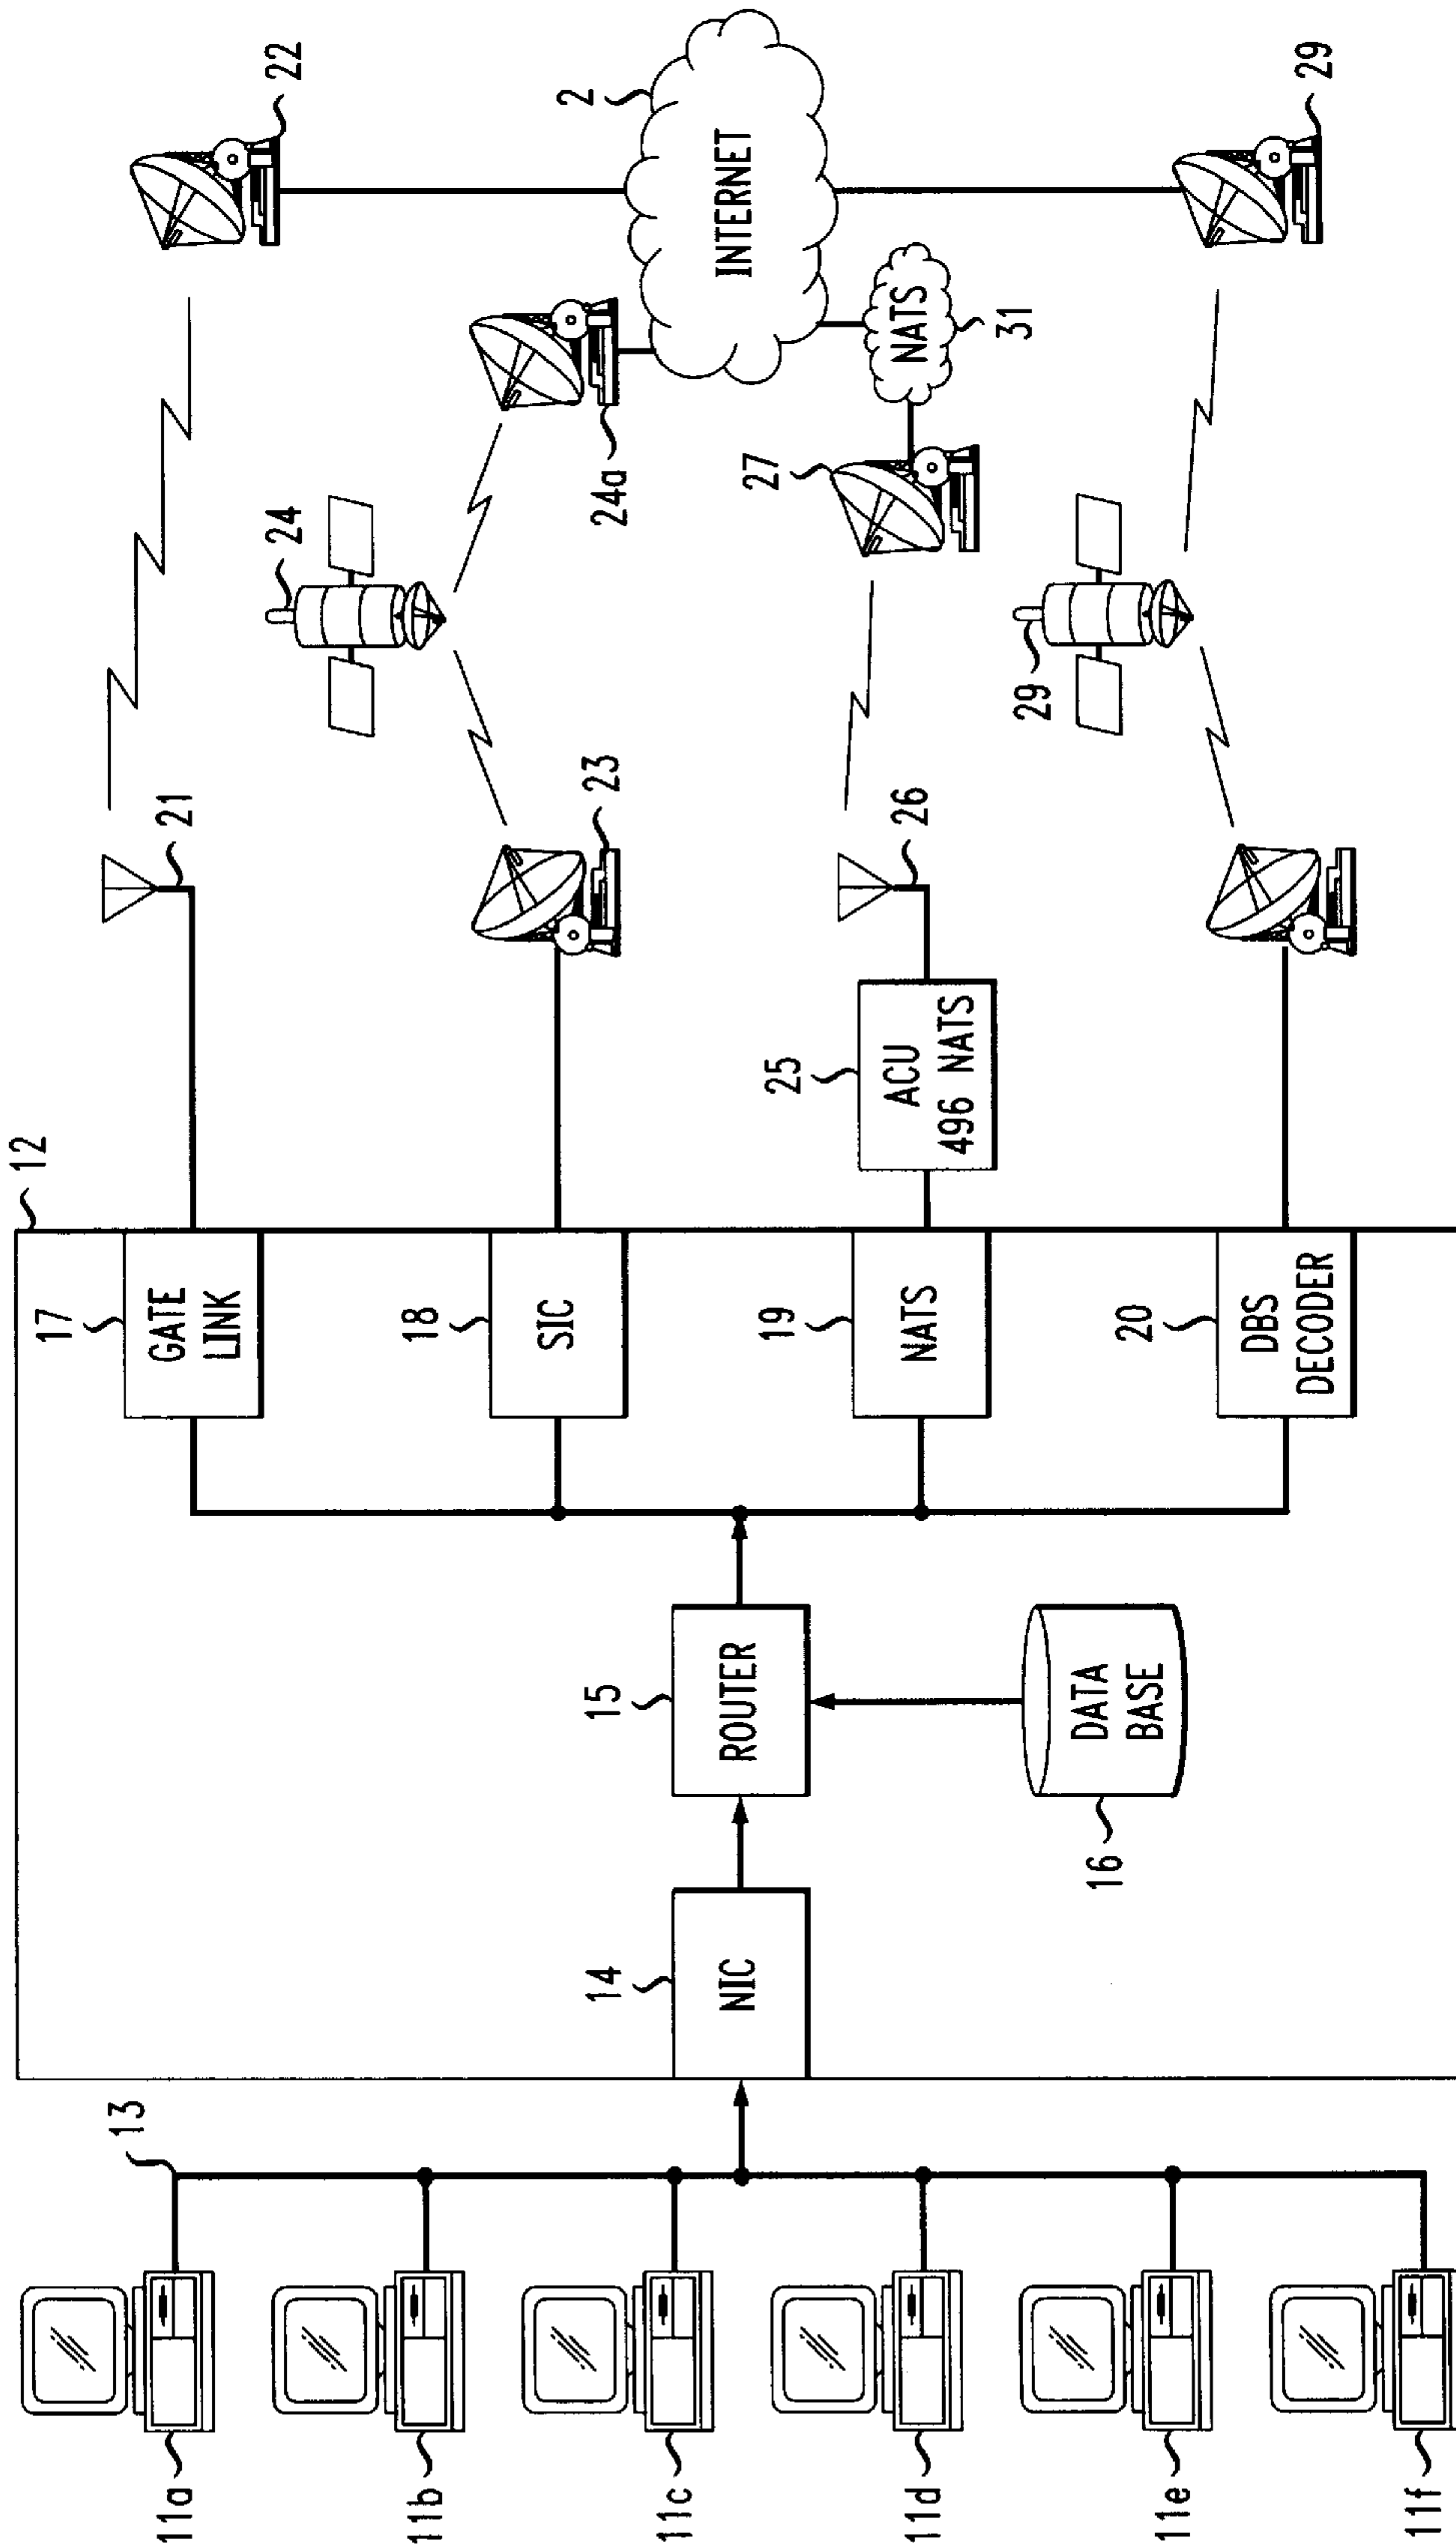 11a
11b
11c
11d
11e
11f
13
12
14
NIC
15
ROUTER
16
DATA
BASE
17
GATE
LINK
18
SIC
19
NATS
20
DBS
DECODER
21
22
23
24
24a
25
ACU
496 NATS
26
27
2
INTERNET
NATS
31
29
29